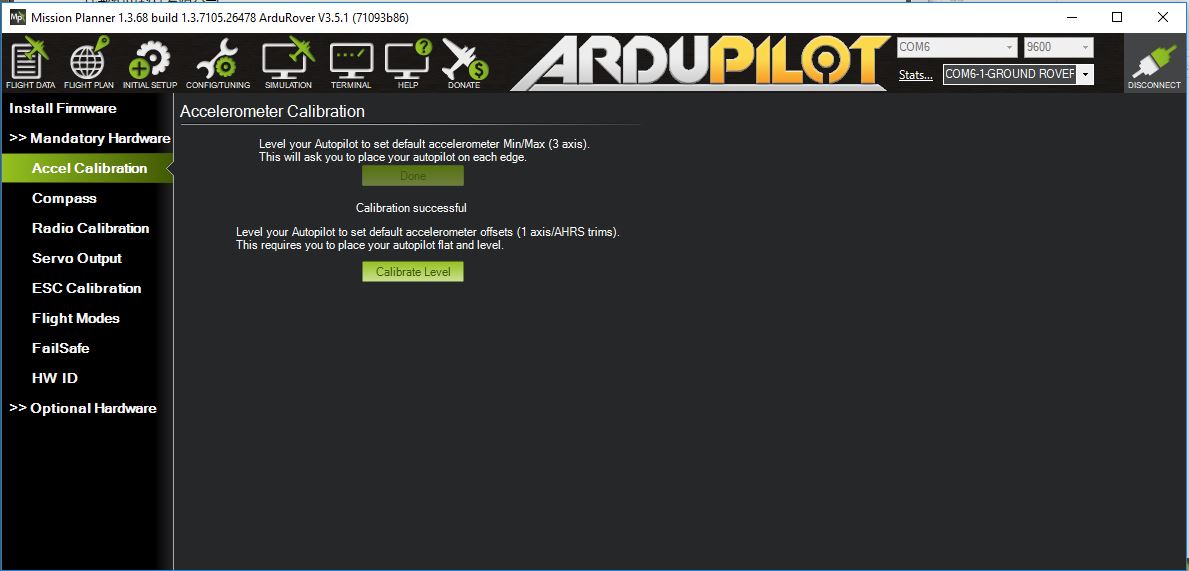 Mission Planner 1.3.68 build 1.3.7105.26478 ArduRover V3.5.1 (71093b86)
FLIGHT DATA FLIGHT PLAN INITIAL SETUP CONFIG/TUNING SIMULATION TERMINAL HELP DONATE
ARDUPILOT
COM6 9600
Stats... COM6-1-GROUND ROVER
DISCONNECT
Install Firmware
>> Mandatory Hardware
Accel Calibration
Compass
Radio Calibration
Servo Output
ESC Calibration
Flight Modes
FailSafe
HW ID
>> Optional Hardware
Accelerometer Calibration
Level your Autopilot to set default accelerometer Min/Max (3 axis).
This will ask you to place your autopilot on each edge.
Done
Calibration successful
Level your Autopilot to set default accelerometer offsets (1 axis/AHRS trims).
This requires you to place your autopilot flat and level.
Calibrate Level